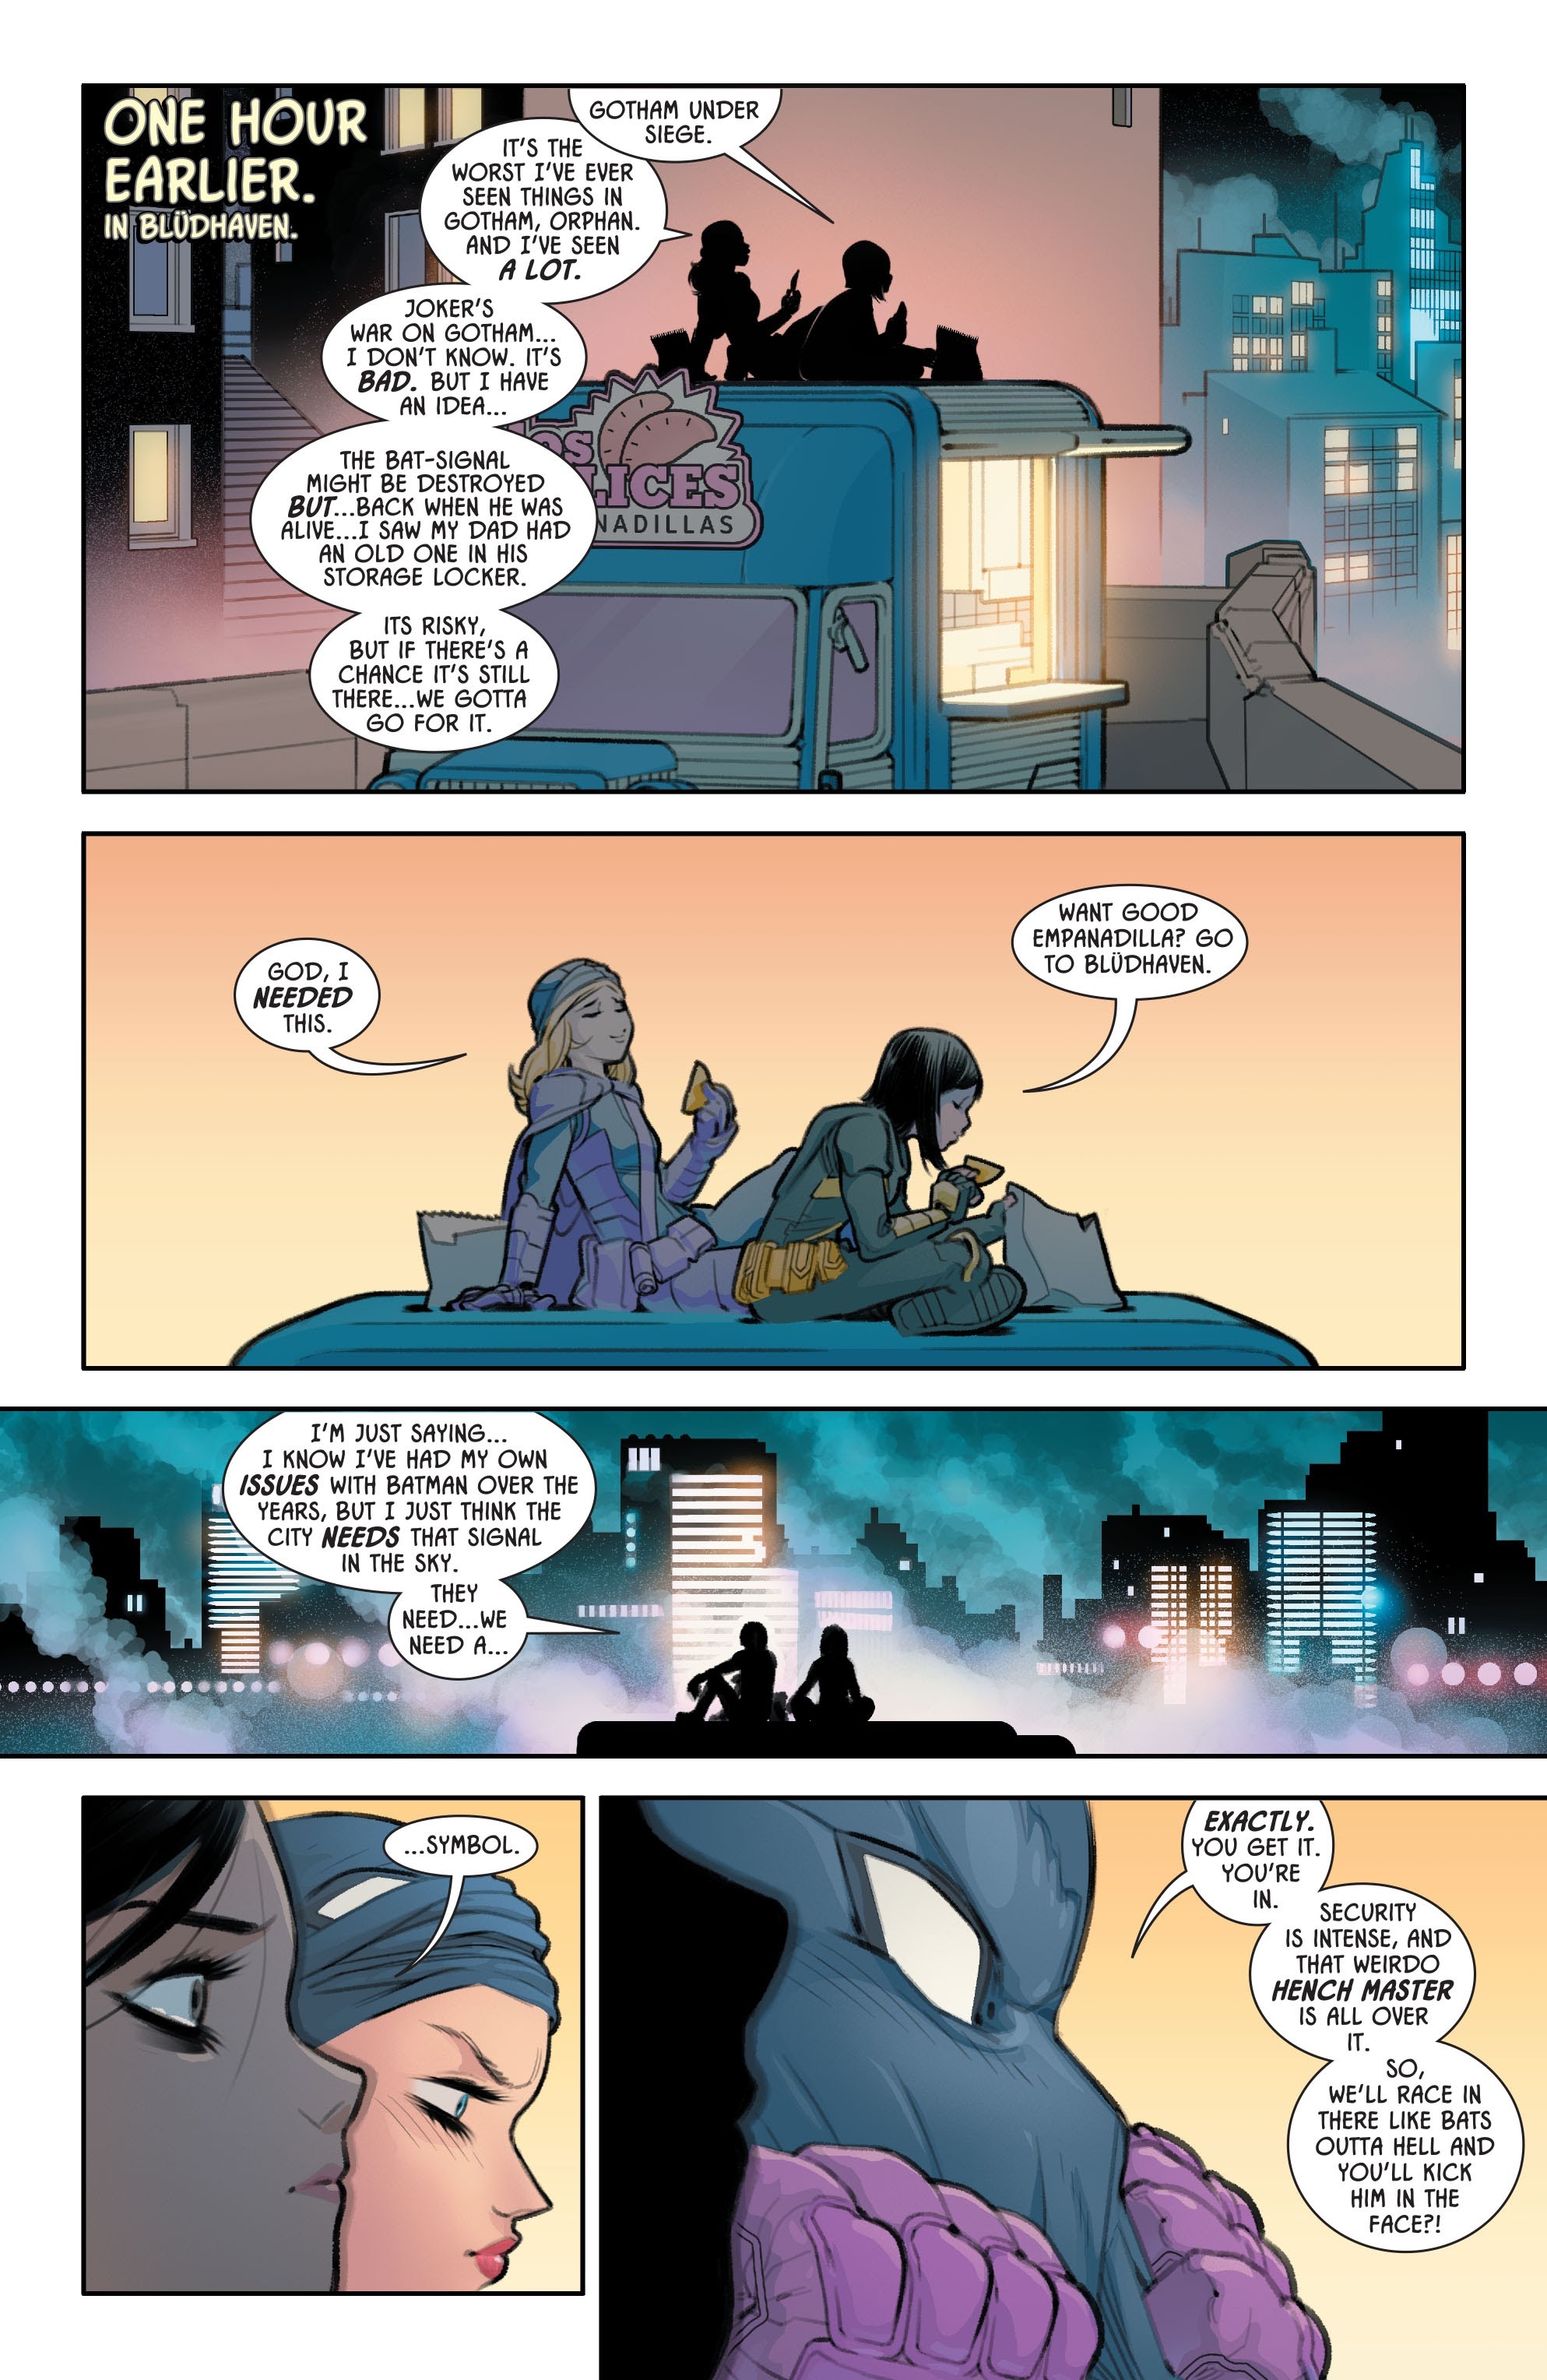 ONE HOUR
EARLIER.
IN BLÜDHAVEN.
IT'S THE
WORST I'VE EVER
SEEN THINGS IN
GOTHAM, ORPHAN.
AND I'VE SEEN
A LOT.
GOTHAM UNDER
SIEGE.
JOKER'S
WAR ON GOTHAM...
I DON'T KNOW. IT'S
BAD. BUT I HAVE
AN IDEA...
THE BAT-SIGNAL
MIGHT BE DESTROYED
BUT...BACK WHEN HE WAS
ALIVE...I SAW MY DAD HAD
AN OLD ONE IN HIS
STORAGE LOCKER.
ITS RISKY,
BUT IF THERE'S A
CHANCE IT'S STILL
THERE...WE GOTTA
GO FOR IT.
OS
LICES
NADILLAS
GOD, I
NEEDED
THIS.
WANT GOOD
EMPANADILLA? GO
TO BLÜDHAVEN.
I'M JUST SAYING...
I KNOW I'VE HAD MY OWN
ISSUES WITH BATMAN OVER THE
YEARS, BUT I JUST THINK THE
CITY NEEDS THAT SIGNAL
IN THE SKY.
THEY
NEED...WE
NEED A...
...SYMBOL.
EXACTLY.
YOU GET IT.
YOU'RE
IN.
SECURITY
IS INTENSE, AND
THAT WEIRDO
HENCH MASTER
IS ALL OVER
IT.
SO,
WE'LL RACE IN
THERE LIKE BATS
OUTTA HELL AND
YOU'LL KICK
HIM IN THE
FACE?!